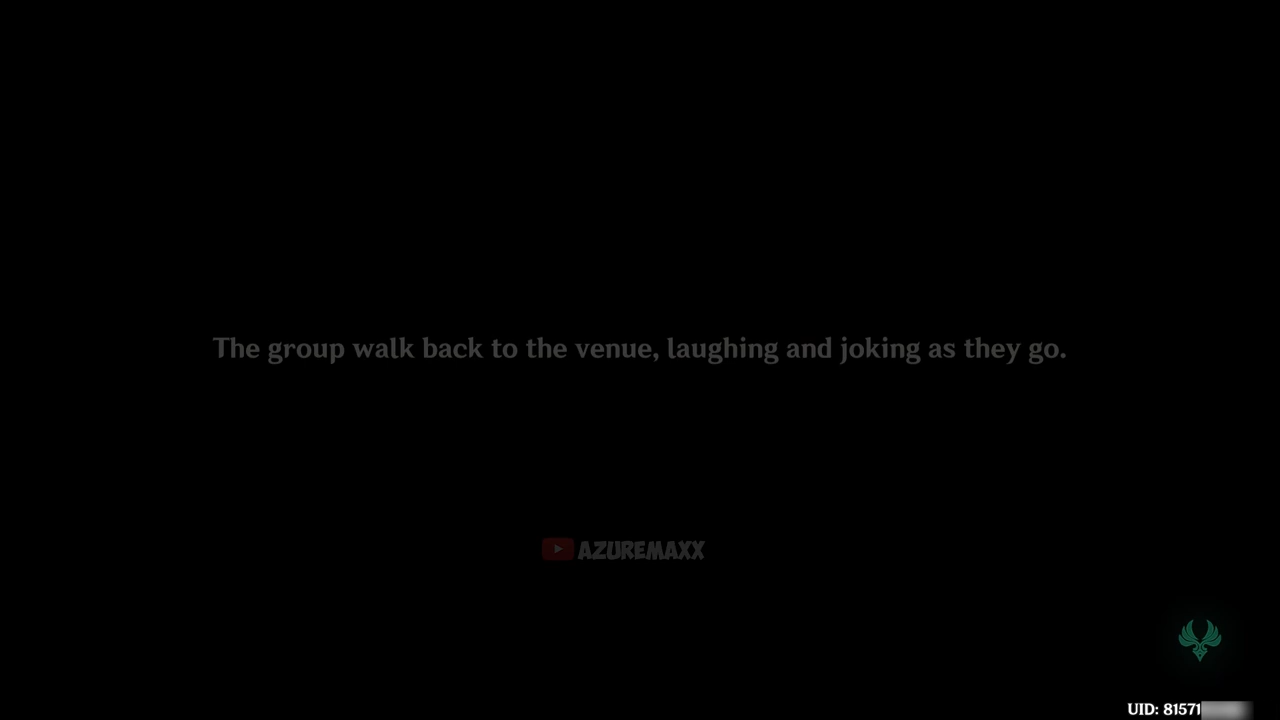 The group walk back to the venue, laughing and joking as they go.
AZUREMAXX
UID: 81571